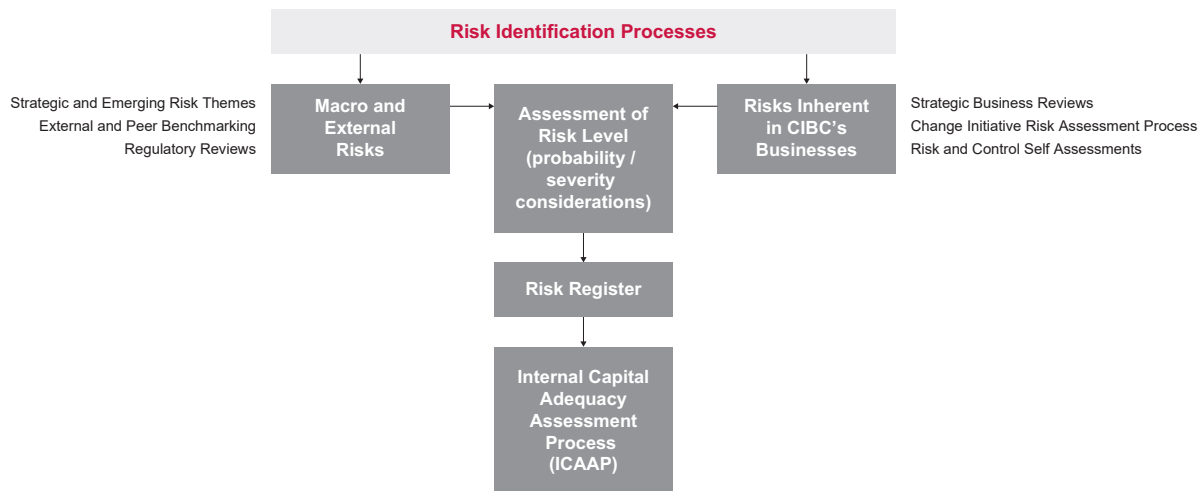 Risk Identification Processes
Strategic and Emerging Risk Themes
External and Peer Benchmarking
Regulatory Reviews
Macro and
External
Risks
Assessment of
Risk Level
(probability /
severity
considerations)
Risks Inherent
in CIBC's
Businesses
Strategic Business Reviews
Change Initiative Risk Assessment Process
Risk and Control Self Assessments
Risk Register
Internal Capital
Adequacy
Assessment
Process
(ICAAP)